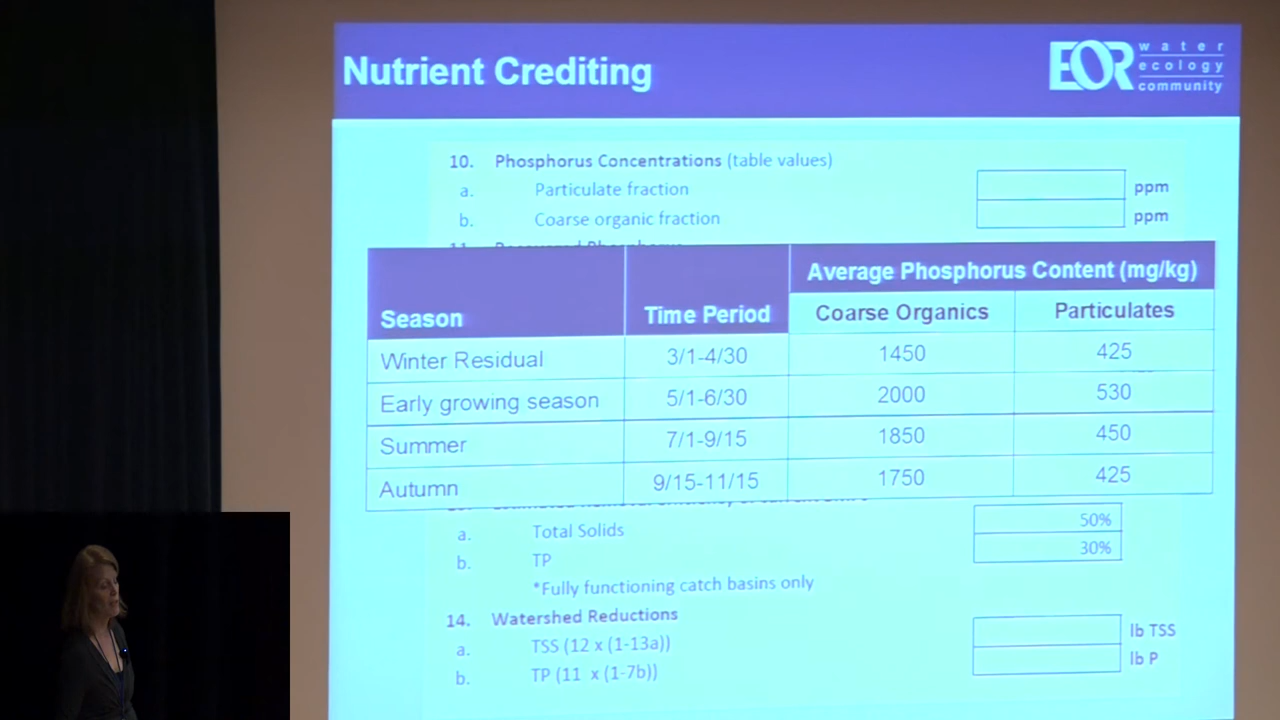 Nutrient Crediting
EOR
water
ecology
community
10. Phosphorus Concentrations (table values)
a. Particulate fraction ppm
b. Coarse organic fraction ppm
11. Recovered Phosphorus
Season Time Period Average Phosphorus Content (mg/kg)
Coarse Organics Particulates
Winter Residual 3/1-4/30 1450 425
Early growing season 5/1-6/30 2000 530
Summer 7/1-9/15 1850 450
Autumn 9/15-11/15 1750 425
a. Total Solids 50%
b. TP 30%
*Fully functioning catch basins only
14. Watershed Reductions
a. TSS (12 x (1-13a)) lb TSS
b. TP (11 x (1-7b)) lb P